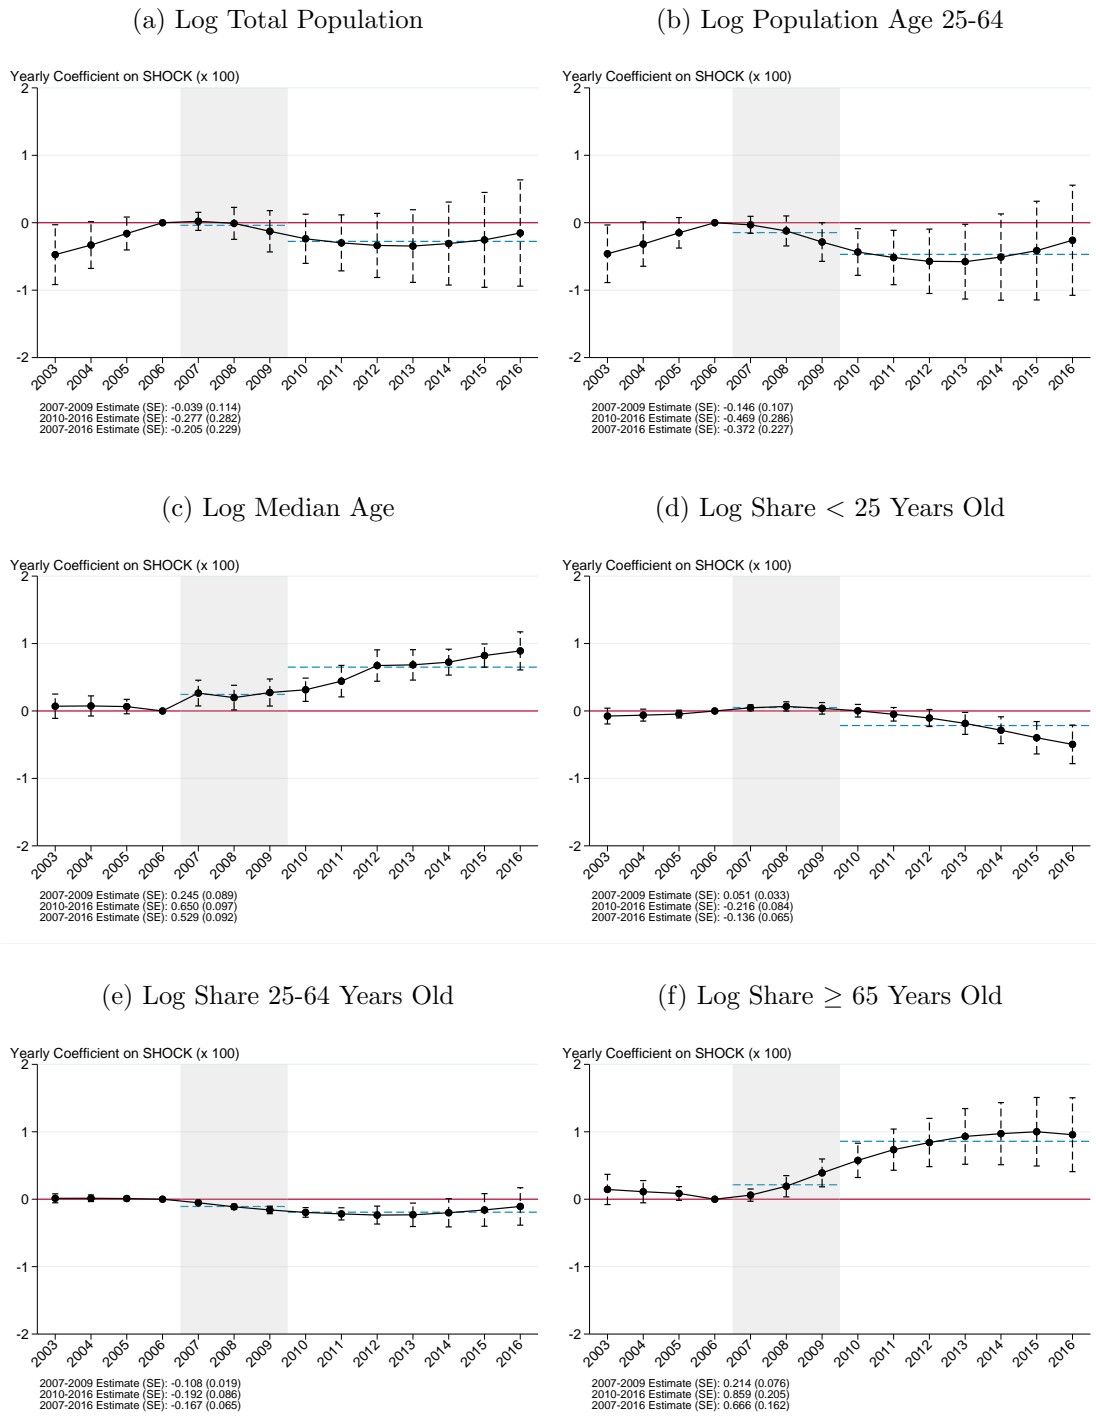 (a) Log Total Population
Yearly Coefficient on SHOCK (x 100)
2
1
0
-1
-2
2003 2004 2005 2006 2007 2008 2009 2010 2011 2012 2013 2014 2015 2016
2007-2009 Estimate (SE): -0.039 (0.114)
2010-2016 Estimate (SE): -0.277 (0.282)
2007-2016 Estimate (SE): -0.205 (0.229)
(b) Log Population Age 25-64
Yearly Coefficient on SHOCK (x 100)
2
1
0
-1
-2
2003 2004 2005 2006 2007 2008 2009 2010 2011 2012 2013 2014 2015 2016
2007-2009 Estimate (SE): -0.146 (0.107)
2010-2016 Estimate (SE): -0.469 (0.286)
2007-2016 Estimate (SE): -0.372 (0.227)
(c) Log Median Age
Yearly Coefficient on SHOCK (x 100)
2
1
0
-1
-2
2003 2004 2005 2006 2007 2008 2009 2010 2011 2012 2013 2014 2015 2016
2007-2009 Estimate (SE): 0.245 (0.089)
2010-2016 Estimate (SE): 0.650 (0.097)
2007-2016 Estimate (SE): 0.529 (0.092)
(d) Log Share < 25 Years Old
Yearly Coefficient on SHOCK (x 100)
2
1
0
-1
-2
2003 2004 2005 2006 2007 2008 2009 2010 2011 2012 2013 2014 2015 2016
2007-2009 Estimate (SE): 0.051 (0.033)
2010-2016 Estimate (SE): -0.216 (0.084)
2007-2016 Estimate (SE): -0.136 (0.065)
(e) Log Share 25-64 Years Old
Yearly Coefficient on SHOCK (x 100)
2
1
0
-1
-2
2003 2004 2005 2006 2007 2008 2009 2010 2011 2012 2013 2014 2015 2016
2007-2009 Estimate (SE): -0.108 (0.019)
2010-2016 Estimate (SE): -0.192 (0.086)
2007-2016 Estimate (SE): -0.167 (0.065)
(f) Log Share ≥ 65 Years Old
Yearly Coefficient on SHOCK (x 100)
2
1
0
-1
-2
2003 2004 2005 2006 2007 2008 2009 2010 2011 2012 2013 2014 2015 2016
2007-2009 Estimate (SE): 0.214 (0.076)
2010-2016 Estimate (SE): 0.859 (0.205)
2007-2016 Estimate (SE): 0.666 (0.162)